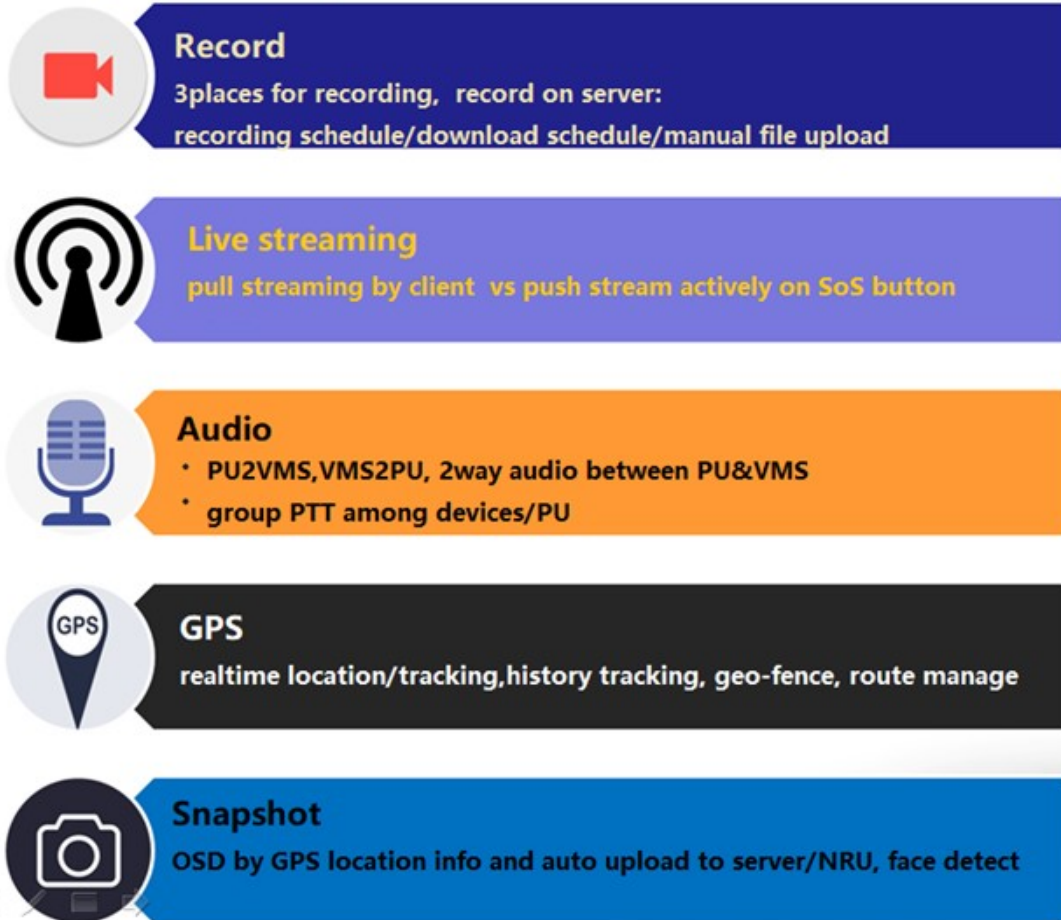 Record
3places for recording, record on server:
recording schedule/download schedule/manual file upload
Live streaming
pull streaming by client vs push stream actively on SoS button
Audio
· PU2VMS,VMS2PU, 2way audio between PU&VMS
· group PTT among devices/PU
GPS
GPS
realtime location/tracking,history tracking, geo-fence, route manage
Snapshot
OSD by GPS location info and auto upload to server/NRU, face detect